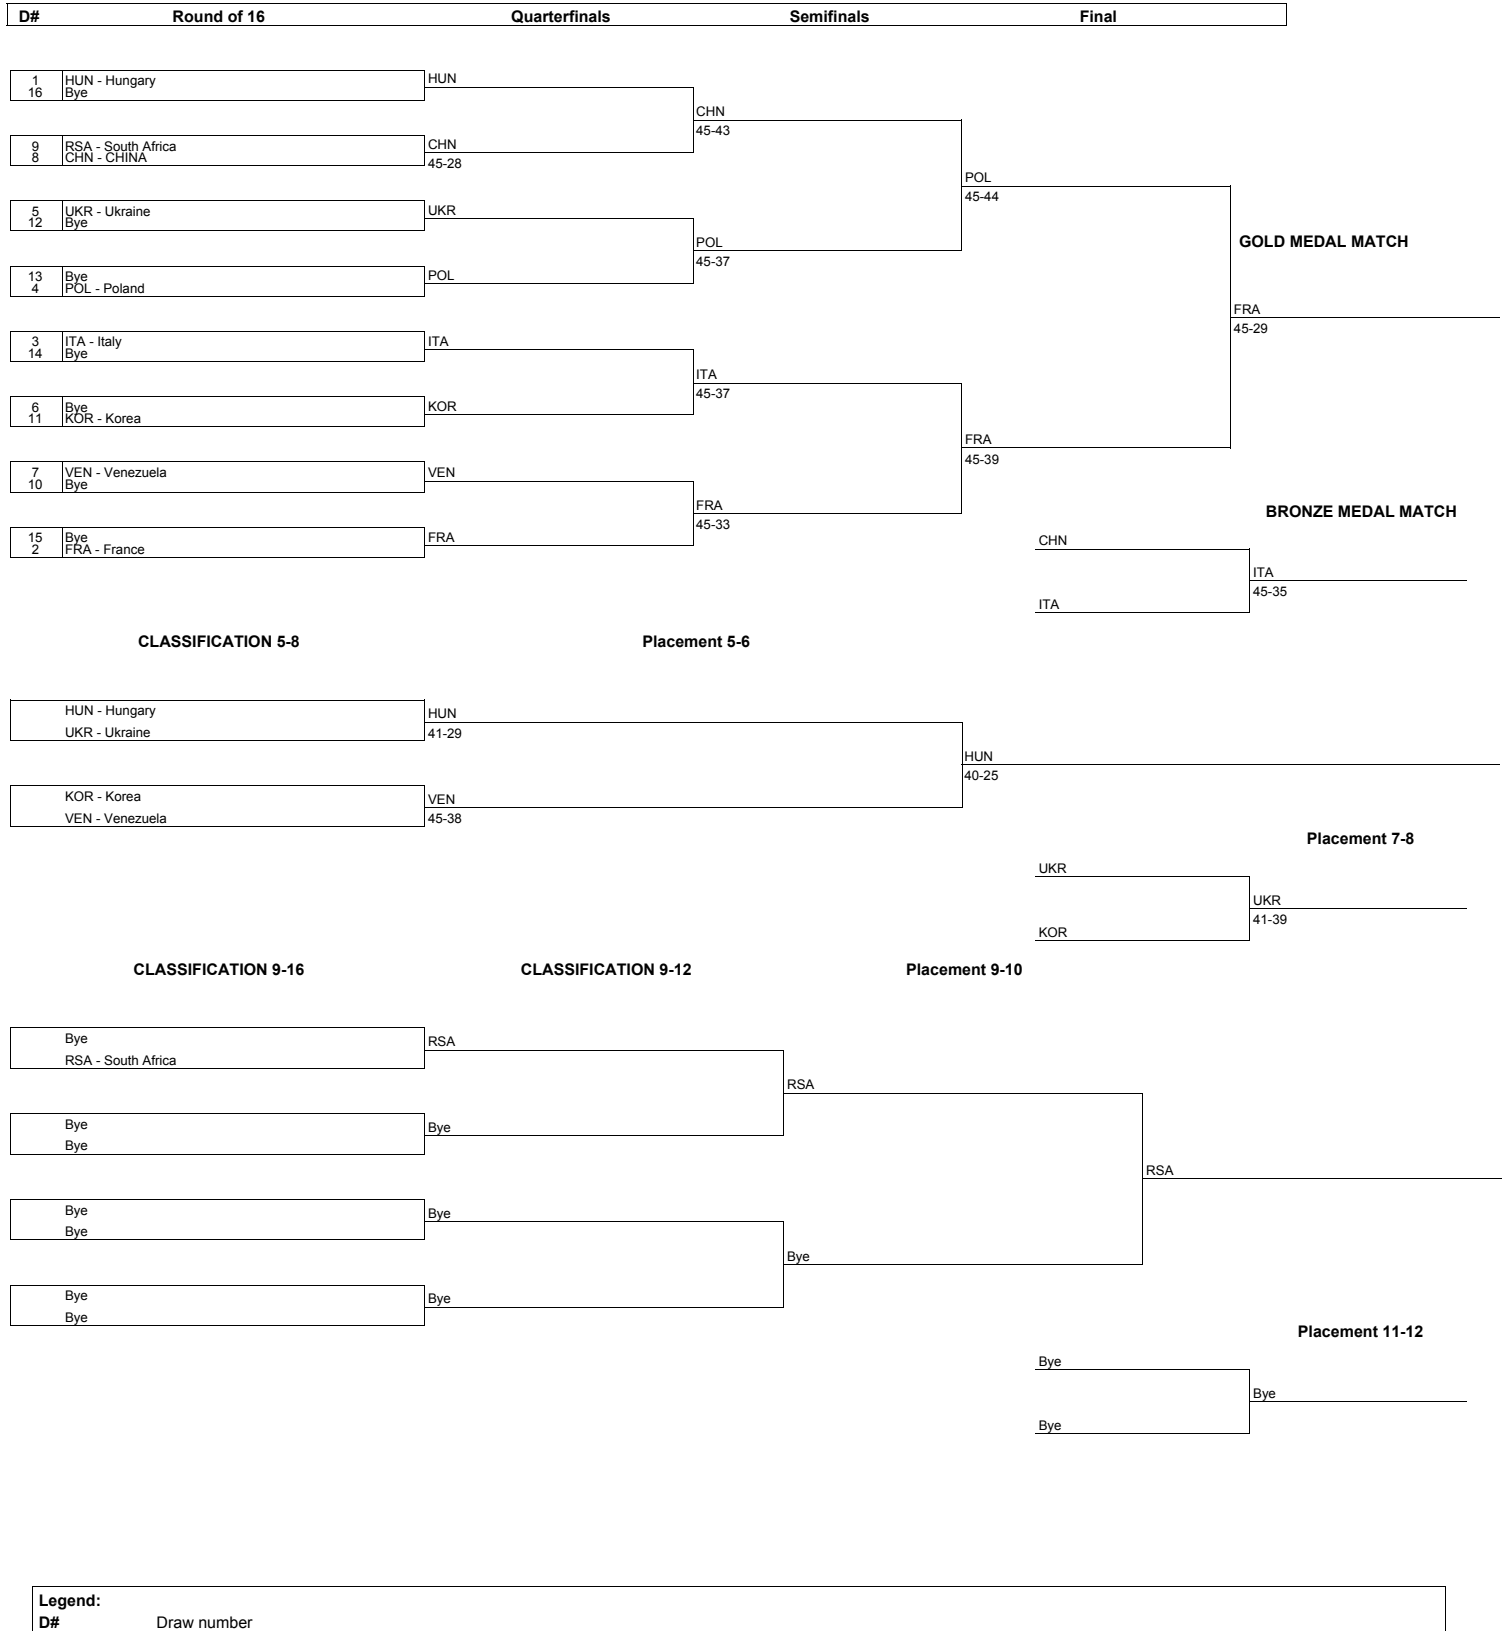 D# Round of 16 Quarterfinals Semifinals Final
1 HUN - Hungary HUN
16 Bye
CHN
45-43
9 RSA - South Africa CHN
8 CHN - CHINA 45-28
POL
45-44
5 UKR - Ukraine UKR
12 Bye
POL GOLD MEDAL MATCH
45-37
13 Bye POL
4 POL - Poland
FRA
45-29
3 ITA - Italy ITA
14 Bye
ITA
45-37
6 Bye KOR
11 KOR - Korea
FRA
45-39
7 VEN - Venezuela VEN
10 Bye
FRA BRONZE MEDAL MATCH
45-33
15 Bye FRA CHN
2 FRA - France
ITA
45-35
ITA
CLASSIFICATION 5-8 Placement 5-6
HUN - Hungary HUN
UKR - Ukraine 41-29
HUN
40-25
KOR - Korea VEN
VEN - Venezuela 45-38
Placement 7-8
UKR
UKR
41-39
KOR
CLASSIFICATION 9-16 CLASSIFICATION 9-12 Placement 9-10
Bye RSA
RSA - South Africa
RSA
Bye Bye
Bye
RSA
Bye Bye
Bye
Bye
Bye Bye
Bye
Placement 11-12
Bye
Bye
Bye
Legend:
D# Draw number